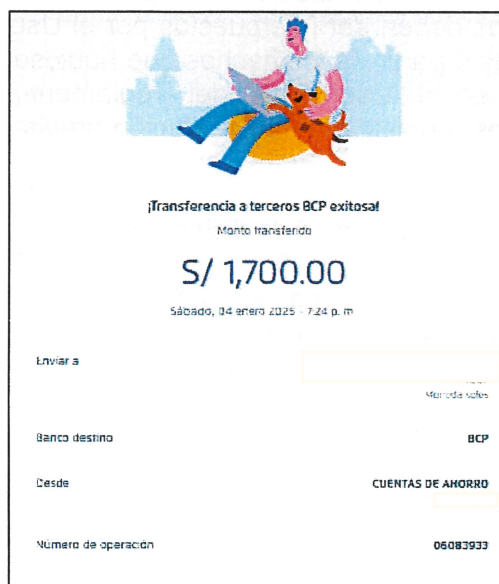 ¡Transferencia a terceros BCP exitosa!
Monto transferido
S/ 1,700.00
Sábado, 04 enero 2025 - 7:24 p. m
Enviar a
Moneda soles
Banco destino
BCP
Desde
CUENTAS DE AHORRO
Número de operación
06083933